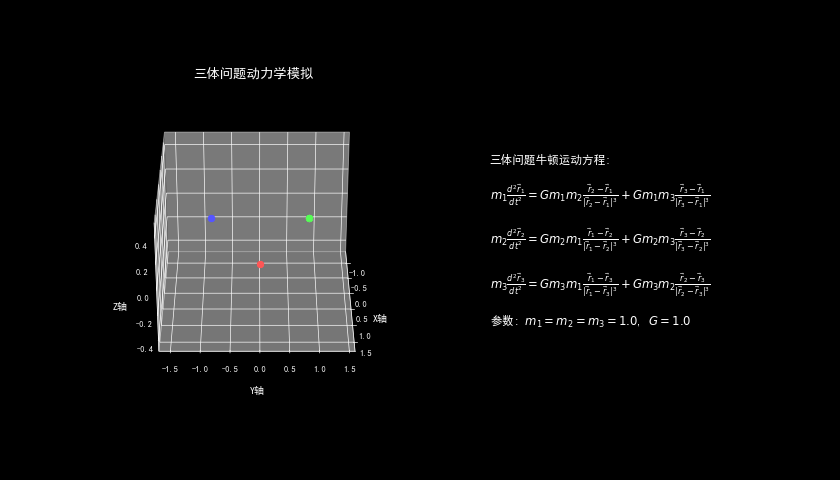 三体问题动力学模拟
0.4
0.2
0.0
-0.2
-0.4
Z轴
-1.5 -1.0 -0.5 0.0 0.5 1.0 1.5
Y轴
-1.0
-0.5
0.0
0.5
1.0
1.5
X轴
三体问题牛顿运动方程：
$m_1\frac{d^2\vec{r}_1}{dt^2} = Gm_1m_2\frac{\vec{r}_2-\vec{r}_1}{|\vec{r}_2-\vec{r}_1|^3} + Gm_1m_3\frac{\vec{r}_3-\vec{r}_1}{|\vec{r}_3-\vec{r}_1|^3}$
$m_2\frac{d^2\vec{r}_2}{dt^2} = Gm_2m_1\frac{\vec{r}_1-\vec{r}_2}{|\vec{r}_1-\vec{r}_2|^3} + Gm_2m_3\frac{\vec{r}_3-\vec{r}_2}{|\vec{r}_3-\vec{r}_2|^3}$
$m_3\frac{d^2\vec{r}_3}{dt^2} = Gm_3m_1\frac{\vec{r}_1-\vec{r}_3}{|\vec{r}_1-\vec{r}_3|^3} + Gm_3m_2\frac{\vec{r}_2-\vec{r}_3}{|\vec{r}_2-\vec{r}_3|^3}$
参数：$m_1 = m_2 = m_3 = 1.0$，$G = 1.0$